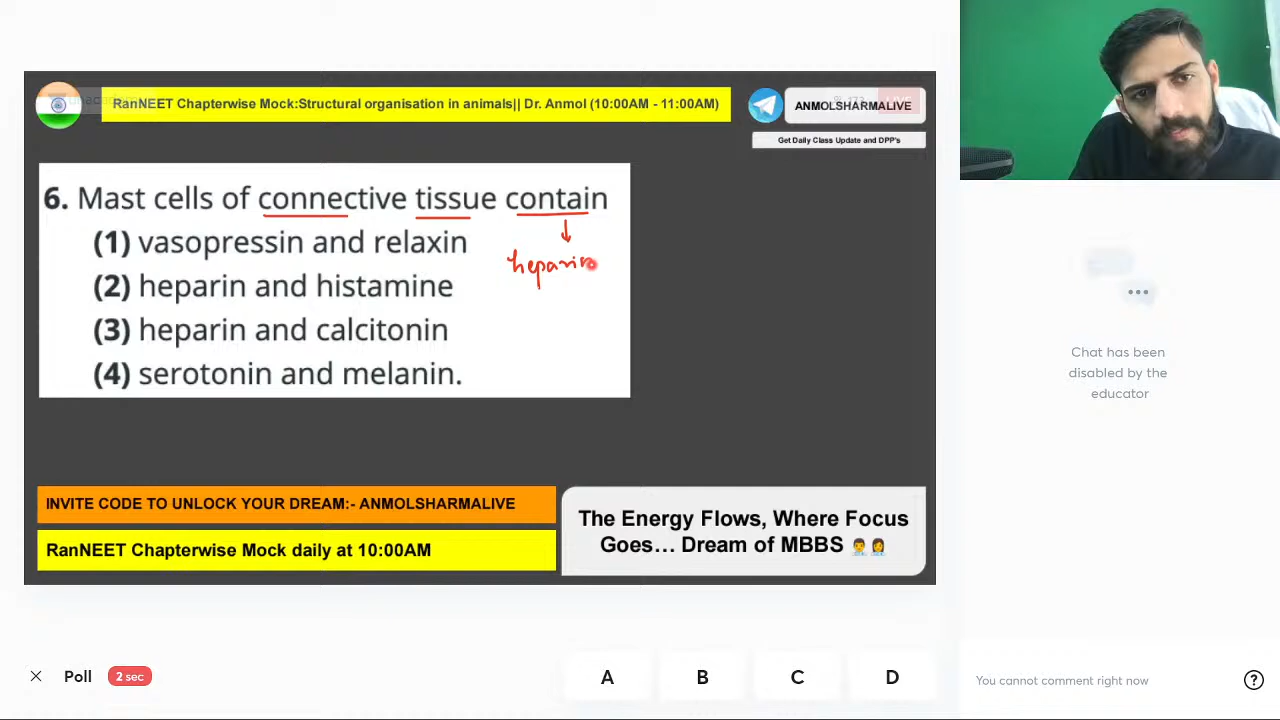 RanNEET Chapterwise Mock:Structural organisation in animals|| Dr. Anmol (10:00AM - 11:00AM)
ANMOLSHARMALIVE
Get Daily Class Update and DPP's
6. Mast cells of connective tissue contain
(1) vasopressin and relaxin
heparin
(2) heparin and histamine
(3) heparin and calcitonin
(4) serotonin and melanin.
INVITE CODE TO UNLOCK YOUR DREAM:- ANMOLSHARMALIVE
RanNEET Chapterwise Mock daily at 10:00AM
The Energy Flows, Where Focus
Goes... Dream of MBBS
Chat has been
disabled by the
educator
× Poll 2 sec
A B C D
You cannot comment right now
?